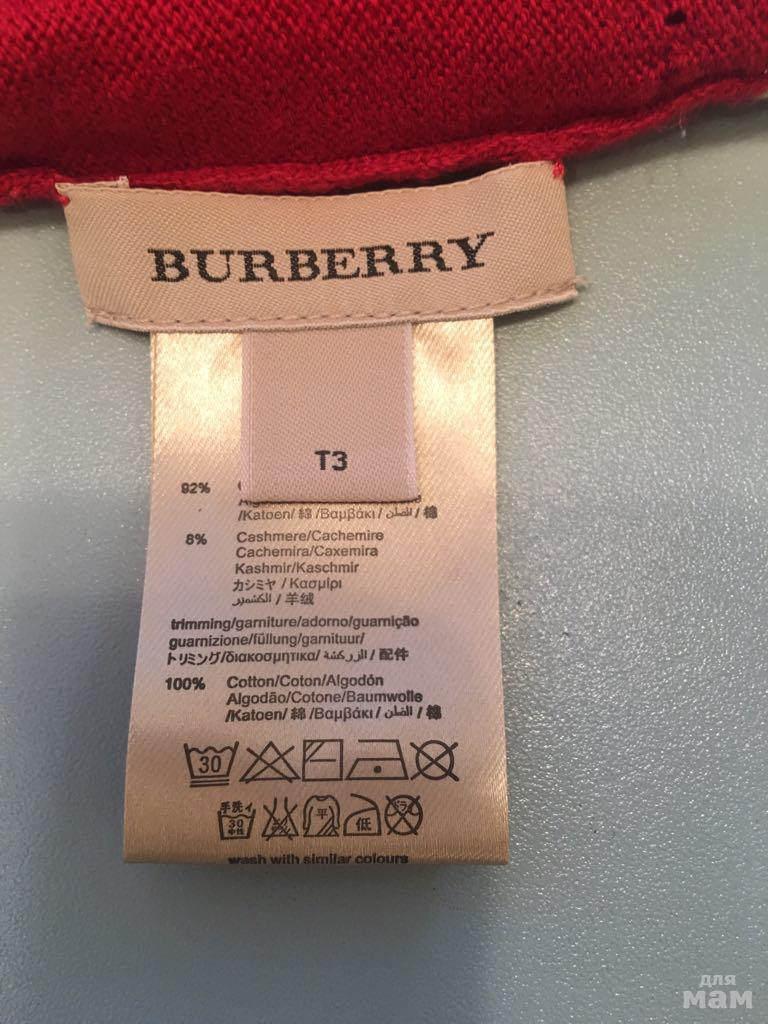 BURBERRY
T3
92%
/Katoen/ 綿 /Βαμβάκι / القطن / 棉
8% Cashmere/Cachemire
Cachemira/Caxemira
Kashmir/Kaschmir
カシミヤ / Κασμίρι
الكشمير / 羊绒
trimming/garniture/adorno/guarnição
guarnizione/füllung/garnituur/
トリミング/διακοσμητικα/ الزركشة / 配件
100% Cotton/Coton/Algodón
Algodão/Cotone/Baumwolle
/Katoen/ 綿 /Βαμβάκι / القطن / 棉
30
手洗イ
30
中性
平
低
wash with similar colours
для
мам